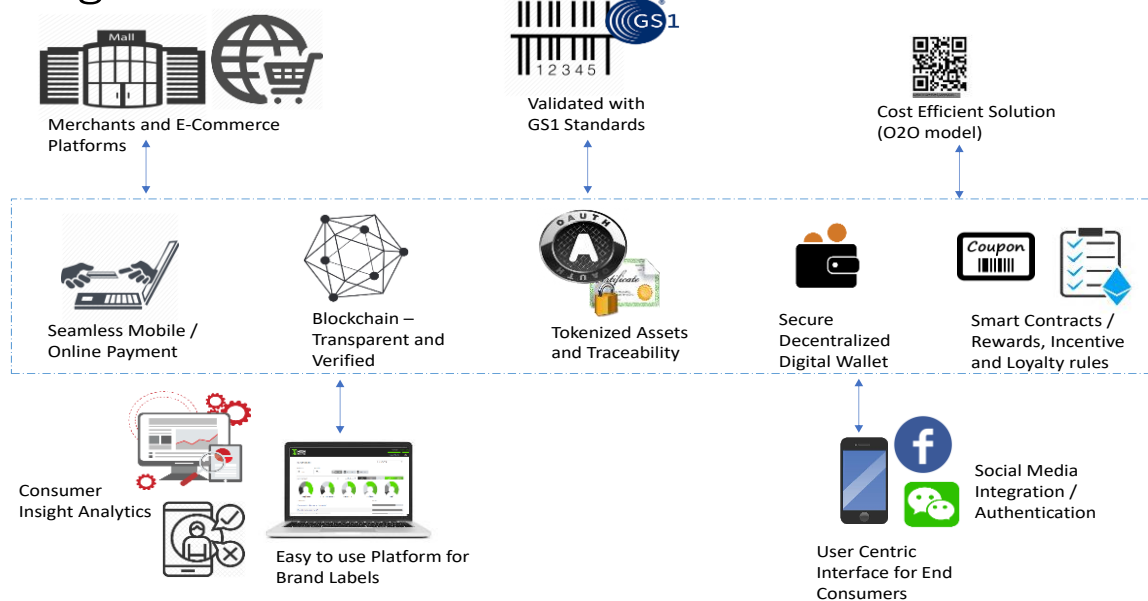 Mall
GS1
12345
Merchants and E-Commerce
Platforms
Validated with
GS1 Standards
Cost Efficient Solution
(O2O model)
OAUTH
A
OAUTH
Certificate
Coupon
Seamless Mobile /
Online Payment
Blockchain –
Transparent and
Verified
Tokenized Assets
and Traceability
Secure
Decentralized
Digital Wallet
Smart Contracts /
Rewards, Incentive
and Loyalty rules
Consumer
Insight Analytics
Easy to use Platform for
Brand Labels
f
Social Media
Integration /
Authentication
User Centric
Interface for End
Consumers